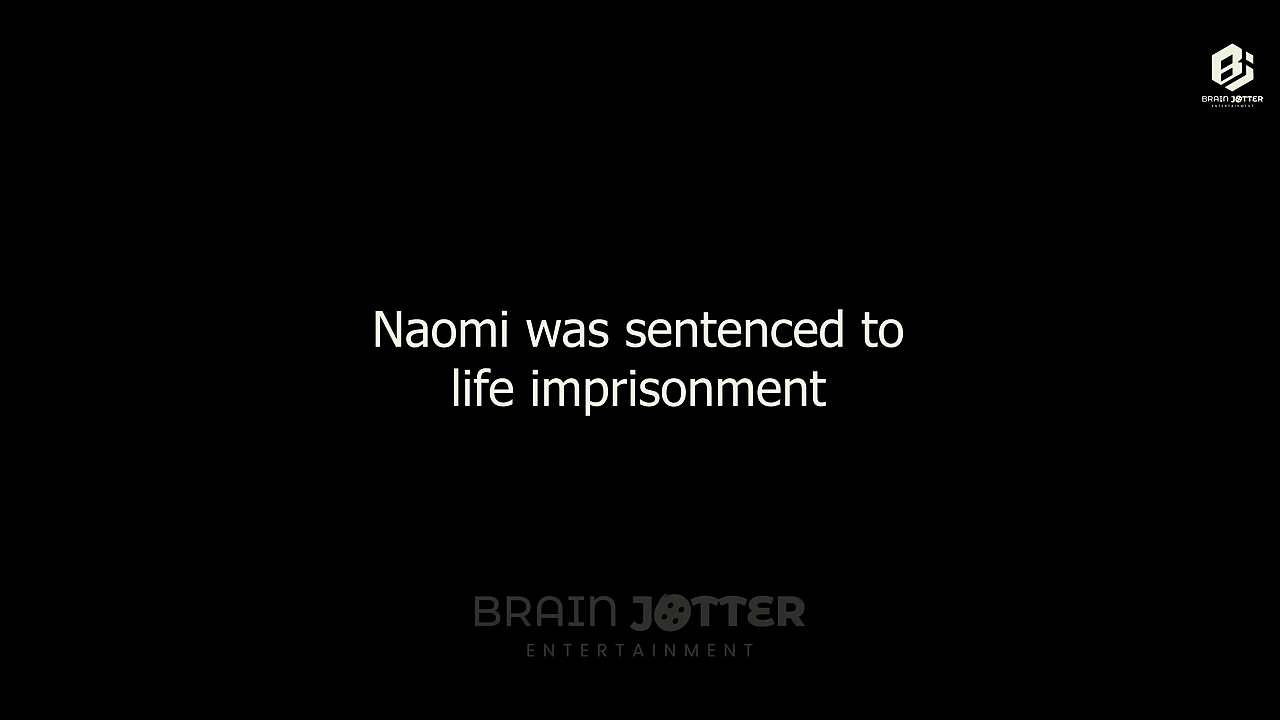 BRAIN JOTTER
ENTERTAINMENT
Naomi was sentenced to
life imprisonment
BRAIN JOTTER
ENTERTAINMENT